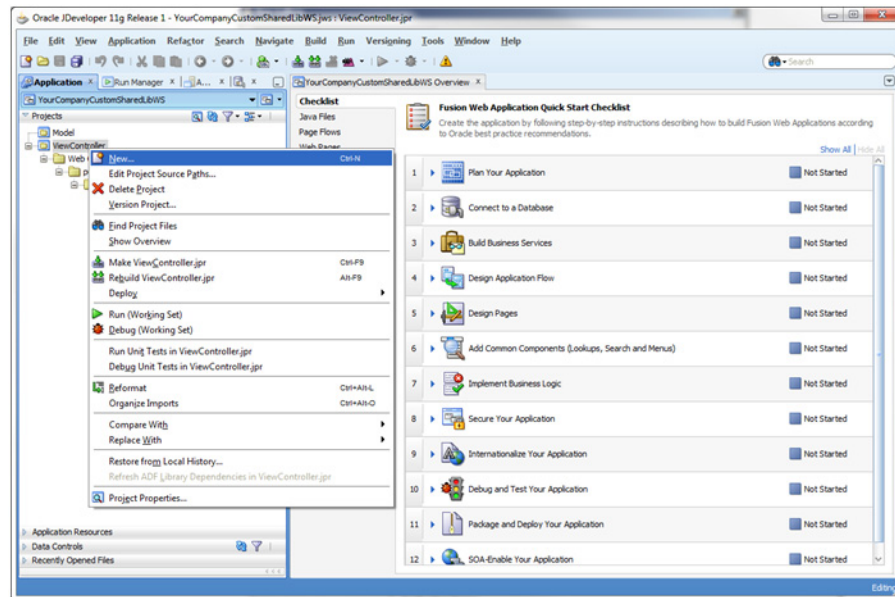 Oracle JDeveloper 11g Release 1 - YourCompanyCustomSharedLibWS.jws : ViewController.jpr
File Edit View Application Refactor Search Navigate Build Run Versioning Tools Window Help
Search
Application Run Manager A...
YourCompanyCustomSharedLibWS Overview
YourCompanyCustomSharedLibWS
Projects
Model
ViewController
Web
New... Ctrl-N
Edit Project Source Paths...
Delete Project
Version Project...
Find Project Files
Show Overview
Make ViewController.jpr Ctrl-F9
Rebuild ViewController.jpr Alt-F9
Deploy
Run (Working Set)
Debug (Working Set)
Run Unit Tests in ViewController.jpr
Debug Unit Tests in ViewController.jpr
Reformat Ctrl+Alt-L
Organize Imports Ctrl+Alt-O
Compare With
Replace With
Restore from Local History...
Refresh ADF Library Dependencies in ViewController.jpr
Project Properties...
Application Resources
Data Controls
Recently Opened Files
Checklist
Java Files
Page Flows
Web Pages
Fusion Web Application Quick Start Checklist
Create the application by following step-by-step instructions describing how to build Fusion Web Applications according
to Oracle best practice recommendations.
Show All | Hide All
1 Plan Your Application Not Started
2 Connect to a Database Not Started
3 Build Business Services Not Started
4 Design Application Flow Not Started
5 Design Pages Not Started
6 Add Common Components (Lookups, Search and Menus) Not Started
7 Implement Business Logic Not Started
8 Secure Your Application Not Started
9 Internationalize Your Application Not Started
10 Debug and Test Your Application Not Started
11 Package and Deploy Your Application Not Started
12 SOA-Enable Your Application Not Started
Editing